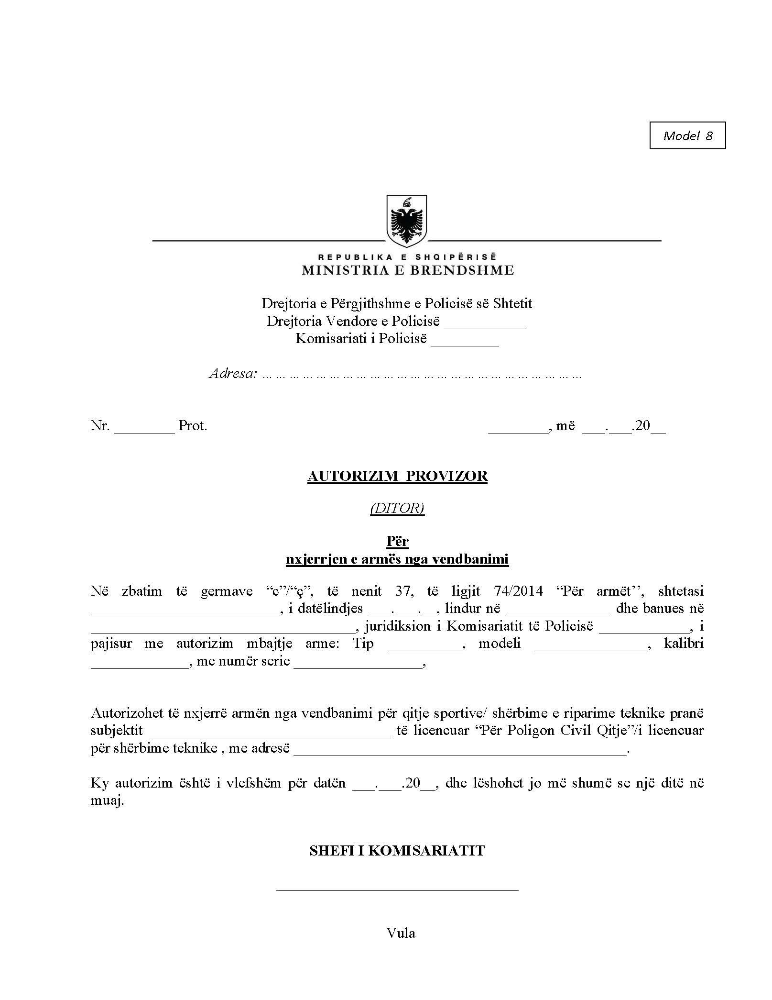 Model 8
REPUBLIKA E SHQIPËRISË
MINISTRIA E BRENDSHME
Drejtoria e Përgjithshme e Policisë së Shtetit
Drejtoria Vendore e Policisë ___________
Komisariati i Policisë _________
Adresa: … … … … … … … … … … … … … … … … … … … … … … … …
Nr. ________ Prot. ________, më ___.___.20__
AUTORIZIM PROVIZOR
(DITOR)
Për
nxjerrjen e armës nga vendbanimi
Në zbatim të germave “c”/“ç”, të nenit 37, të ligjit 74/2014 “Për armët’’, shtetasi
_________________________, i datëlindjes ___.___.__, lindur në ______________ dhe banues në
___________________________________, juridiksion i Komisariatit të Policisë ____________, i
pajisur me autorizim mbajtje arme: Tip __________, modeli _______________, kalibri
_____________, me numër serie _________________,
Autorizohet të nxjerrë armën nga vendbanimi për qitje sportive/ shërbime e riparime teknike pranë
subjektit ________________________________ të licencuar “Për Poligon Civil Qitje”/i licencuar
për shërbime teknike , me adresë ____________________________________________.
Ky autorizim është i vlefshëm për datën ___.___.20__, dhe lëshohet jo më shumë se një ditë në
muaj.
SHEFI I KOMISARIATIT
________________________________
Vula